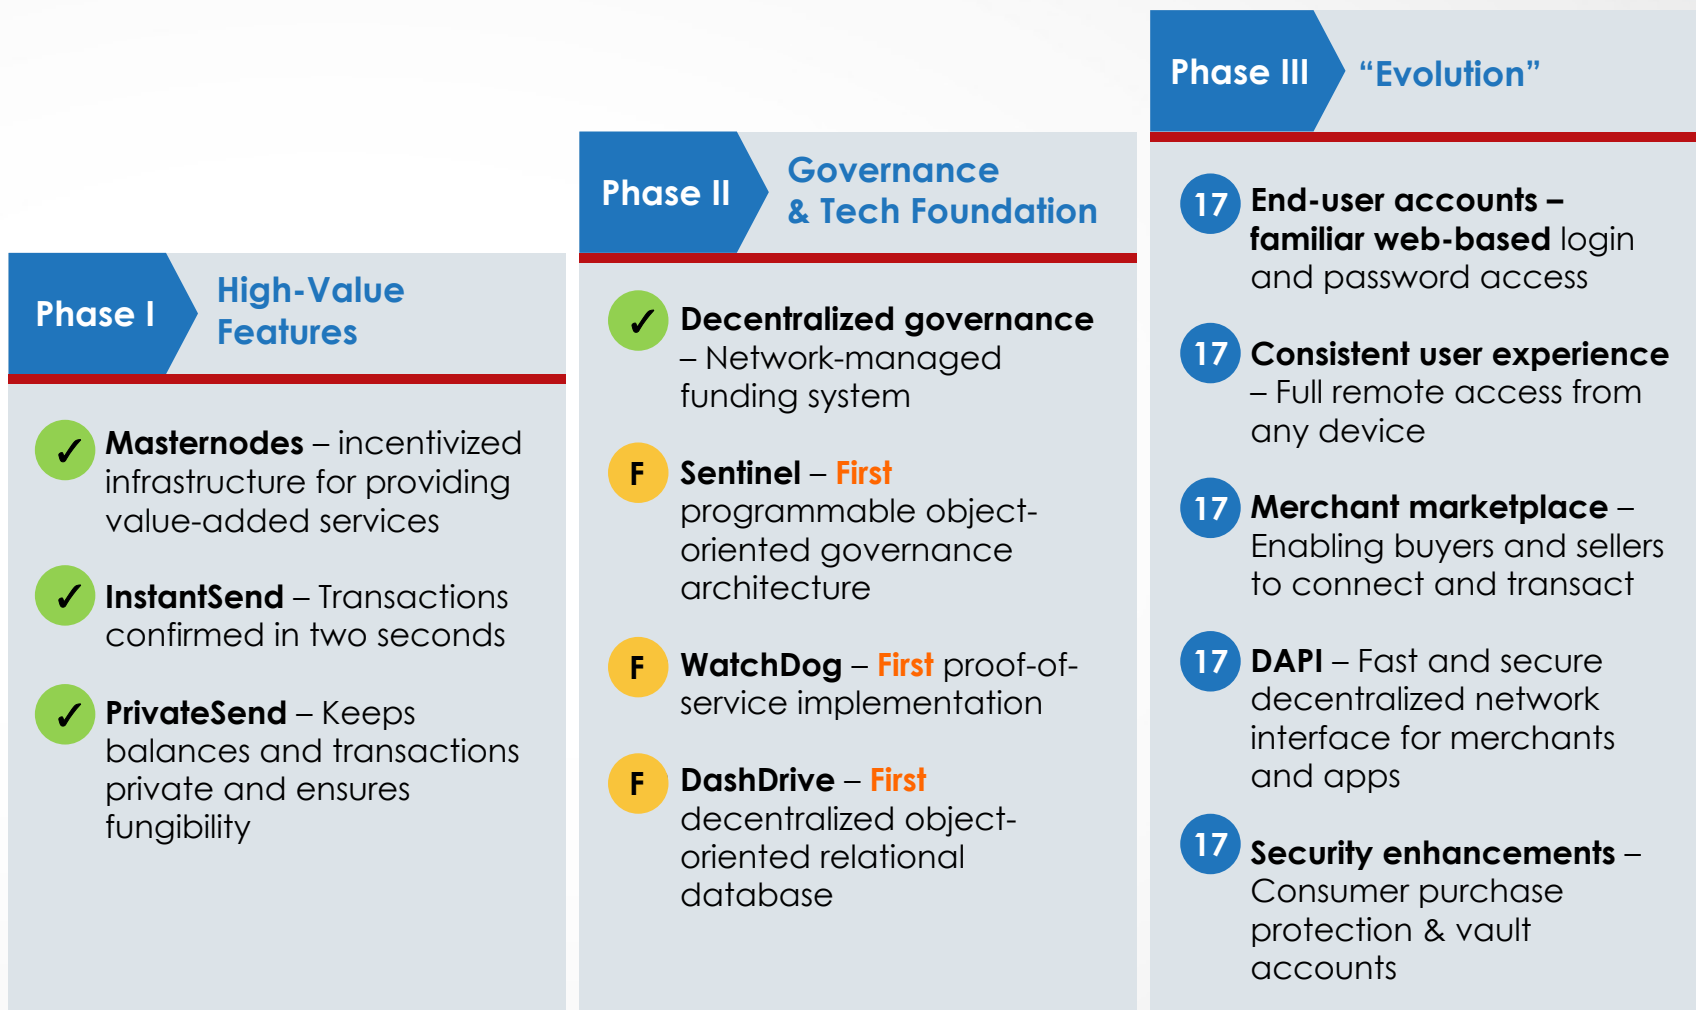 Phase I
High-Value
Features
✓ Masternodes – incentivized
infrastructure for providing
value-added services
✓ InstantSend – Transactions
confirmed in two seconds
✓ PrivateSend – Keeps
balances and transactions
private and ensures
fungibility
Phase II
Governance
& Tech Foundation
✓ Decentralized governance
– Network-managed
funding system
F Sentinel – First
programmable object-
oriented governance
architecture
F WatchDog – First proof-of-
service implementation
F DashDrive – First
decentralized object-
oriented relational
database
Phase III
“Evolution”
17 End-user accounts –
familiar web-based login
and password access
17 Consistent user experience
– Full remote access from
any device
17 Merchant marketplace –
Enabling buyers and sellers
to connect and transact
17 DAPI – Fast and secure
decentralized network
interface for merchants
and apps
17 Security enhancements –
Consumer purchase
protection & vault
accounts